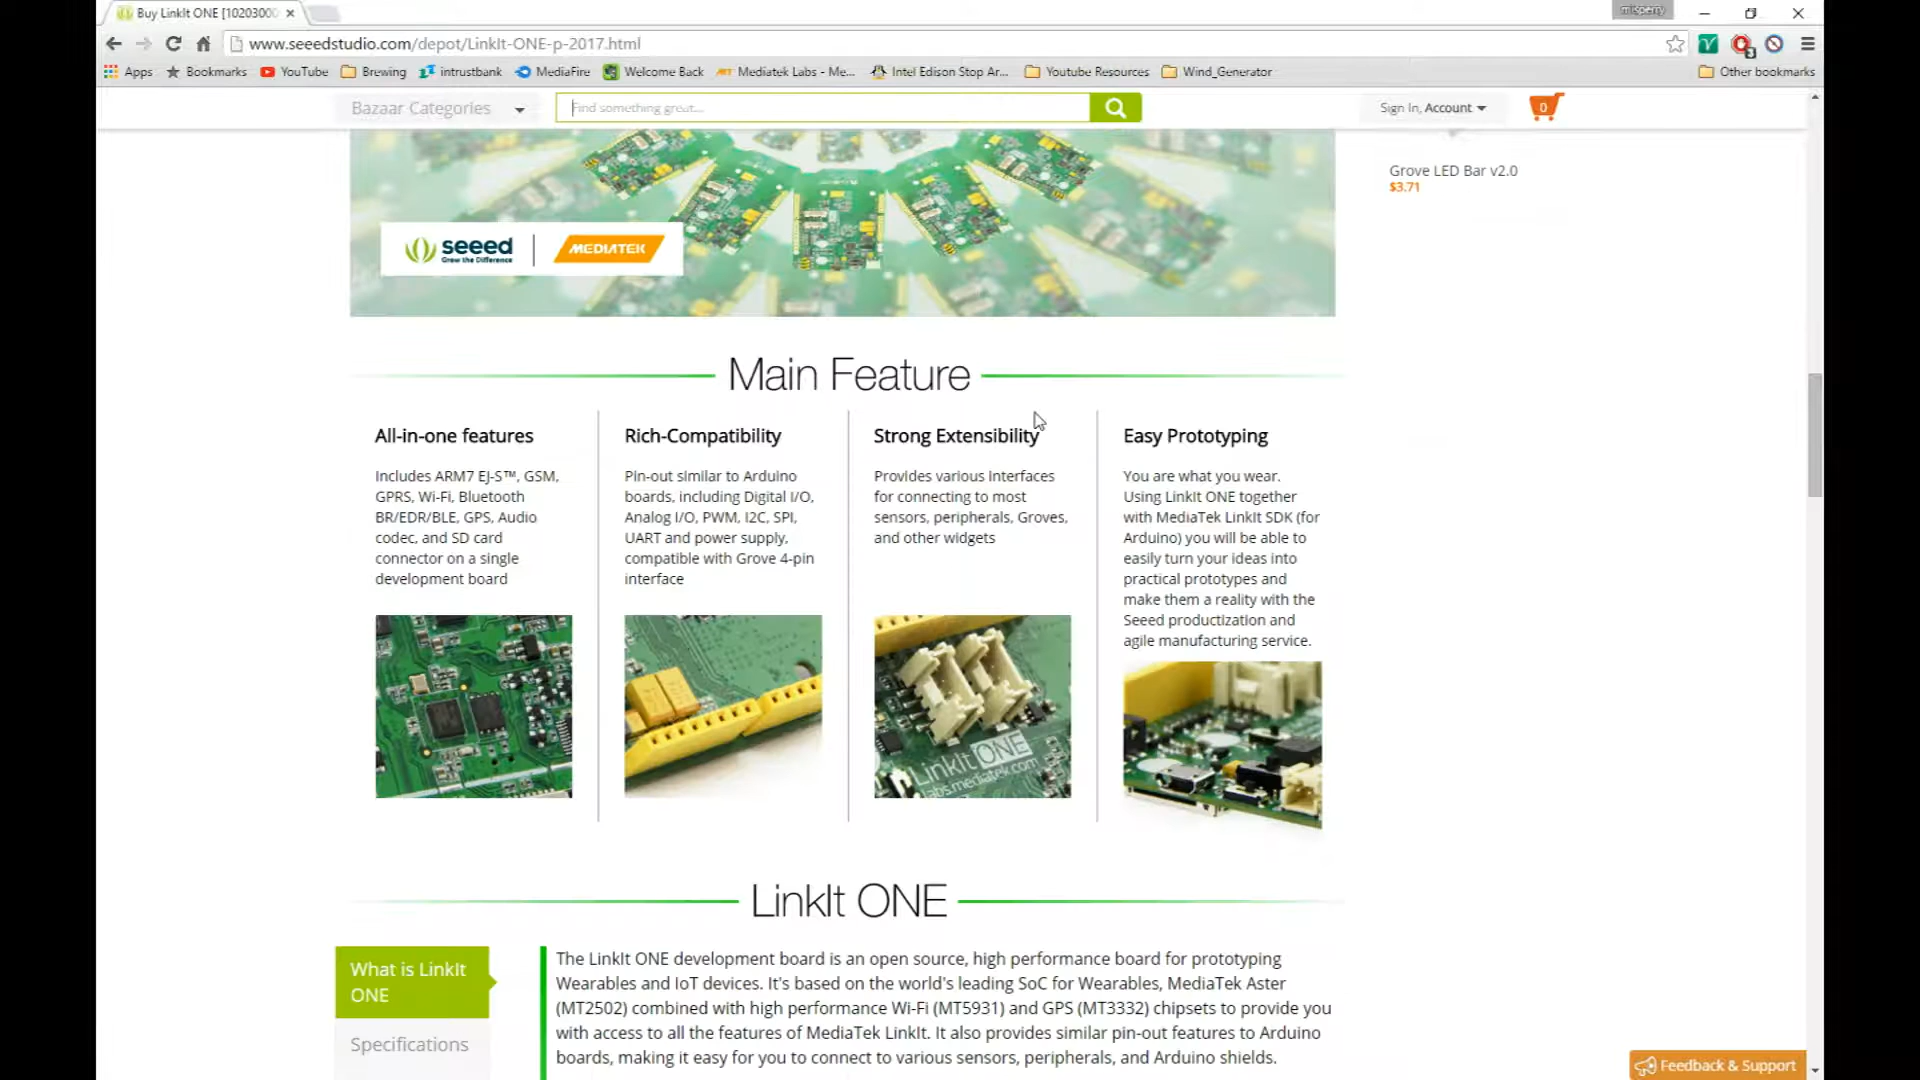 Buy LinkIt ONE [10203000
misperry
www.seeedstudio.com/depot/LinkIt-ONE-p-2017.html
Apps Bookmarks YouTube Brewing intrustbank MediaFire Welcome Back Mediatek Labs - Me... Intel Edison Stop Ar... Youtube Resources Wind_Generator Other bookmarks
Bazaar Categories Find something great... Sign In, Account 0
Grove LED Bar v2.0
$3.71
seeed MEDIATEK
Grow the Difference
Main Feature
All-in-one features
Includes ARM7 EJ-S™, GSM,
GPRS, Wi-Fi, Bluetooth
BR/EDR/BLE, GPS, Audio
codec, and SD card
connector on a single
development board
Rich-Compatibility
Pin-out similar to Arduino
boards, including Digital I/O,
Analog I/O, PWM, I2C, SPI,
UART and power supply,
compatible with Grove 4-pin
interface
Strong Extensibility
Provides various interfaces
for connecting to most
sensors, peripherals, Groves,
and other widgets
LinkIt ONE
labs.mediatek.com
Easy Prototyping
You are what you wear.
Using LinkIt ONE together
with MediaTek LinkIt SDK (for
Arduino) you will be able to
easily turn your ideas into
practical prototypes and
make them a reality with the
Seeed productization and
agile manufacturing service.
LinkIt ONE
What is LinkIt
ONE
Specifications
The LinkIt ONE development board is an open source, high performance board for prototyping
Wearables and IoT devices. It's based on the world's leading SoC for Wearables, MediaTek Aster
(MT2502) combined with high performance Wi-Fi (MT5931) and GPS (MT3332) chipsets to provide you
with access to all the features of MediaTek LinkIt. It also provides similar pin-out features to Arduino
boards, making it easy for you to connect to various sensors, peripherals, and Arduino shields.
Feedback & Support